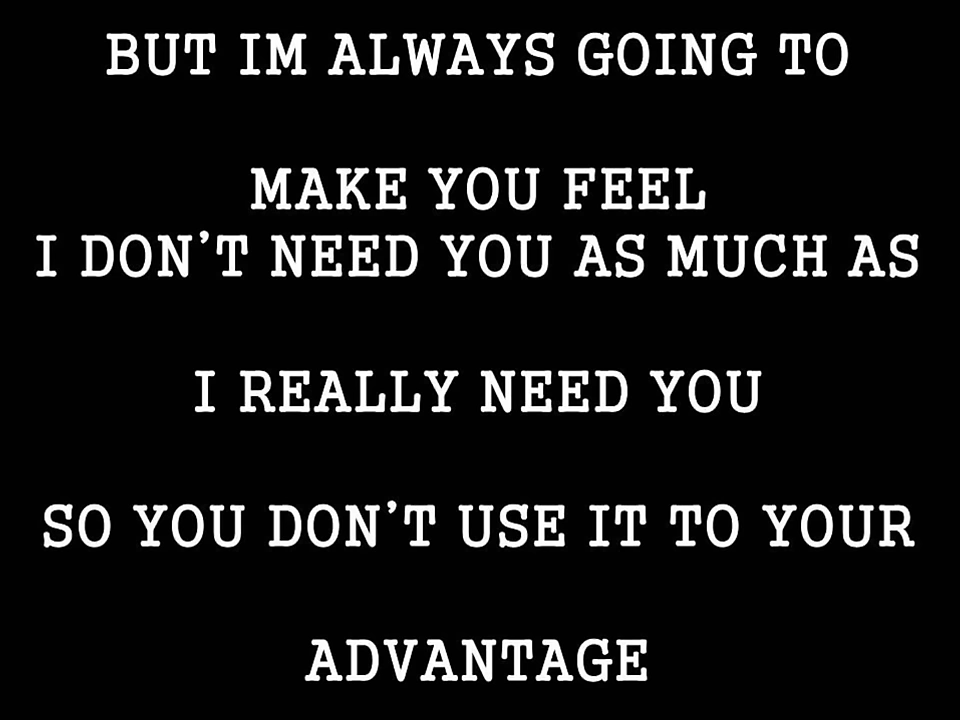 BUT IM ALWAYS GOING TO
MAKE YOU FEEL
I DON'T NEED YOU AS MUCH AS
I REALLY NEED YOU
SO YOU DON'T USE IT TO YOUR
ADVANTAGE